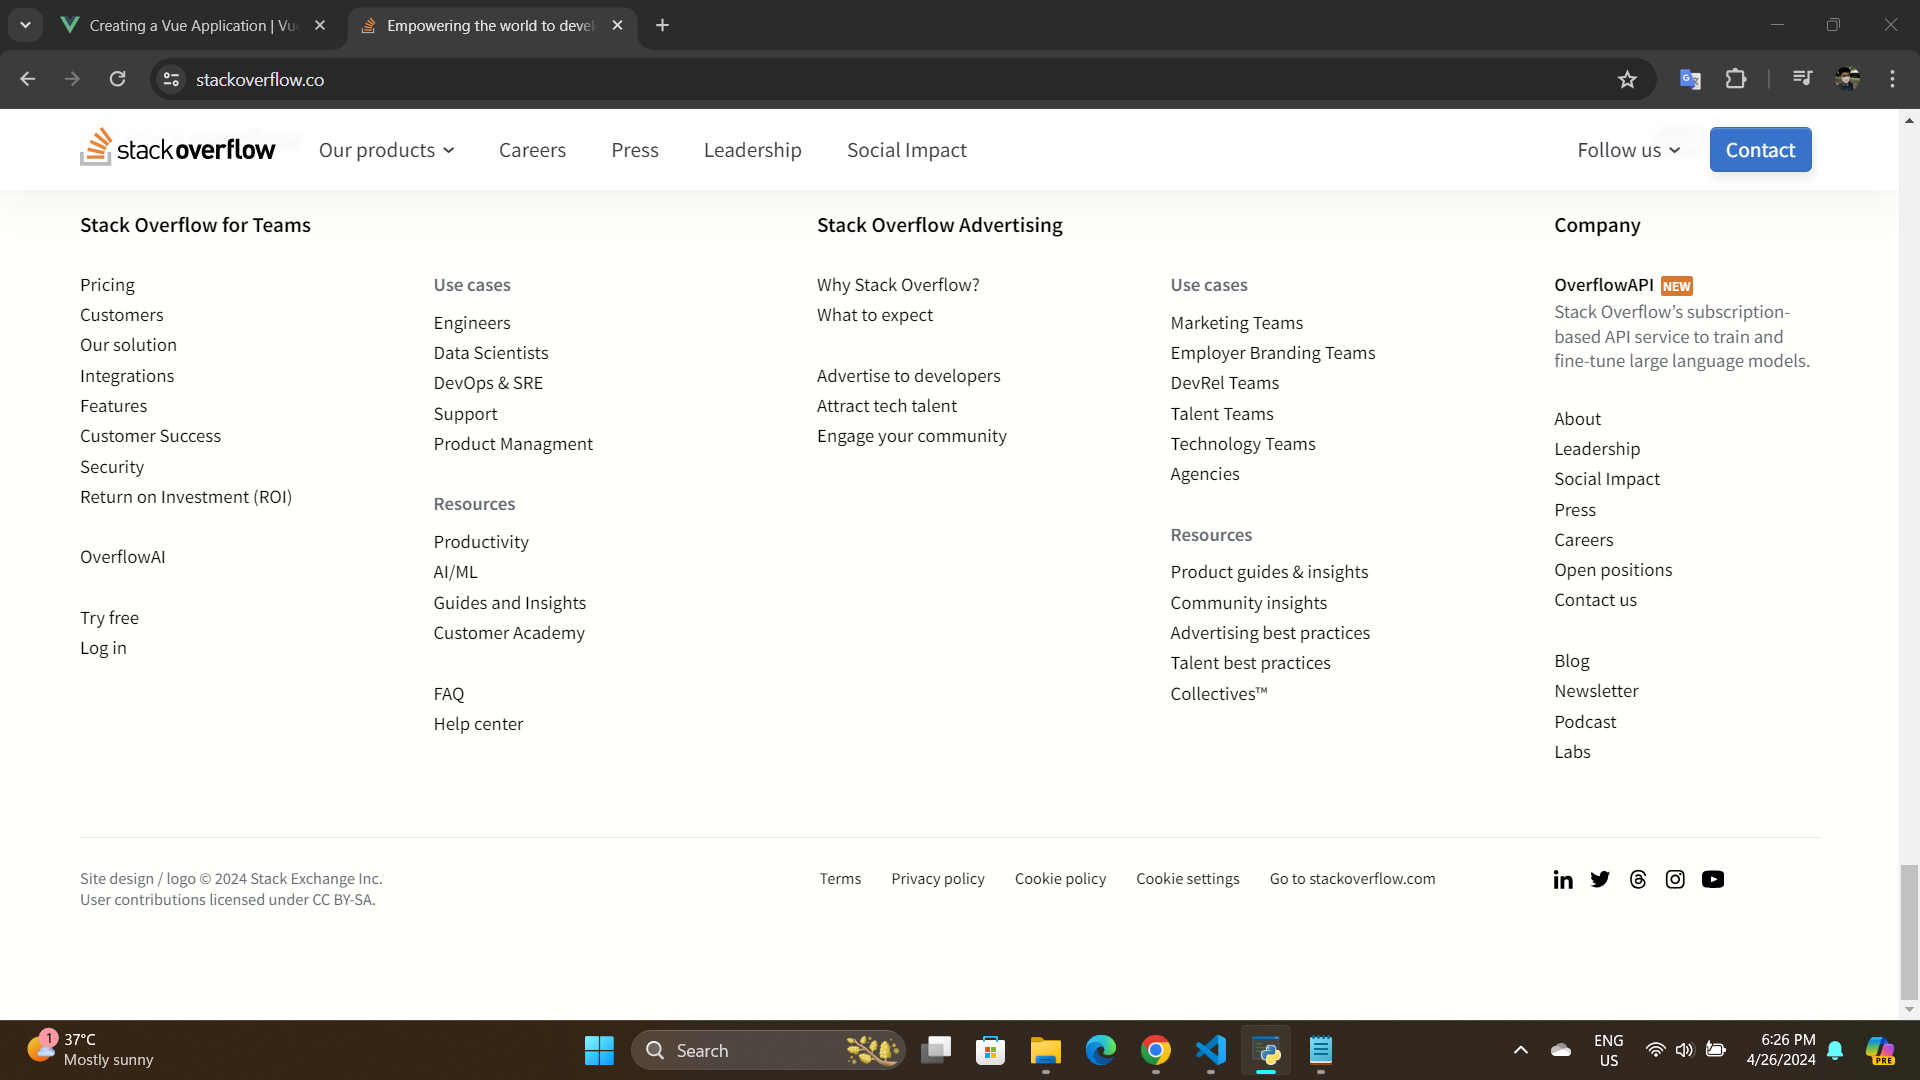 Creating a Vue Application | Vu
Empowering the world to devel
stackoverflow.co
stackoverflow
Our products
Careers
Press
Leadership
Social Impact
Follow us
Contact
Stack Overflow for Teams
Pricing
Customers
Our solution
Integrations
Features
Customer Success
Security
Return on Investment (ROI)
OverflowAI
Try free
Log in
Use cases
Engineers
Data Scientists
DevOps & SRE
Support
Product Managment
Resources
Productivity
AI/ML
Guides and Insights
Customer Academy
FAQ
Help center
Stack Overflow Advertising
Why Stack Overflow?
What to expect
Advertise to developers
Attract tech talent
Engage your community
Use cases
Marketing Teams
Employer Branding Teams
DevRel Teams
Talent Teams
Technology Teams
Agencies
Resources
Product guides & insights
Community insights
Advertising best practices
Talent best practices
Collectives™
Company
OverflowAPI NEW
Stack Overflow’s subscription-
based API service to train and
fine-tune large language models.
About
Leadership
Social Impact
Press
Careers
Open positions
Contact us
Blog
Newsletter
Podcast
Labs
Site design / logo © 2024 Stack Exchange Inc.
User contributions licensed under CC BY-SA.
Terms
Privacy policy
Cookie policy
Cookie settings
Go to stackoverflow.com
1
37°C
Mostly sunny
Search
ENG
US
6:26 PM
4/26/2024
PRE